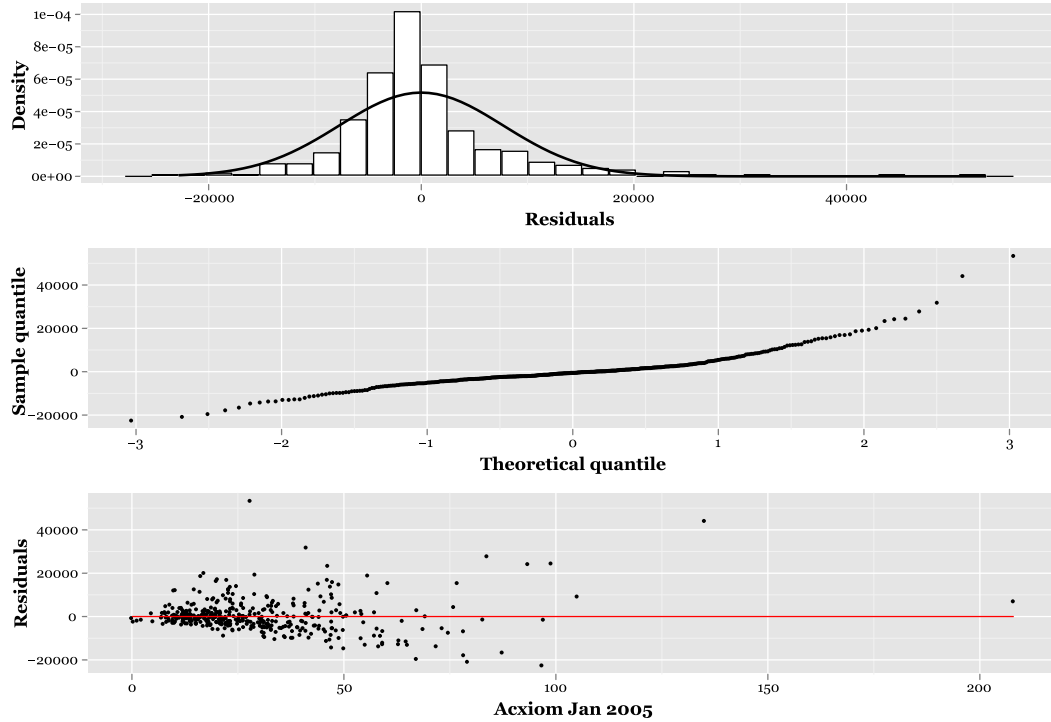 1e−04
8e−05
6e−05
4e−05
2e−05
0e+00
Density
−20000 0 20000 40000
Residuals
40000
20000
0
−20000
Sample quantile
−3 −2 −1 0 1 2 3
Theoretical quantile
40000
20000
0
−20000
Residuals
0 50 100 150 200
Acxiom Jan 2005